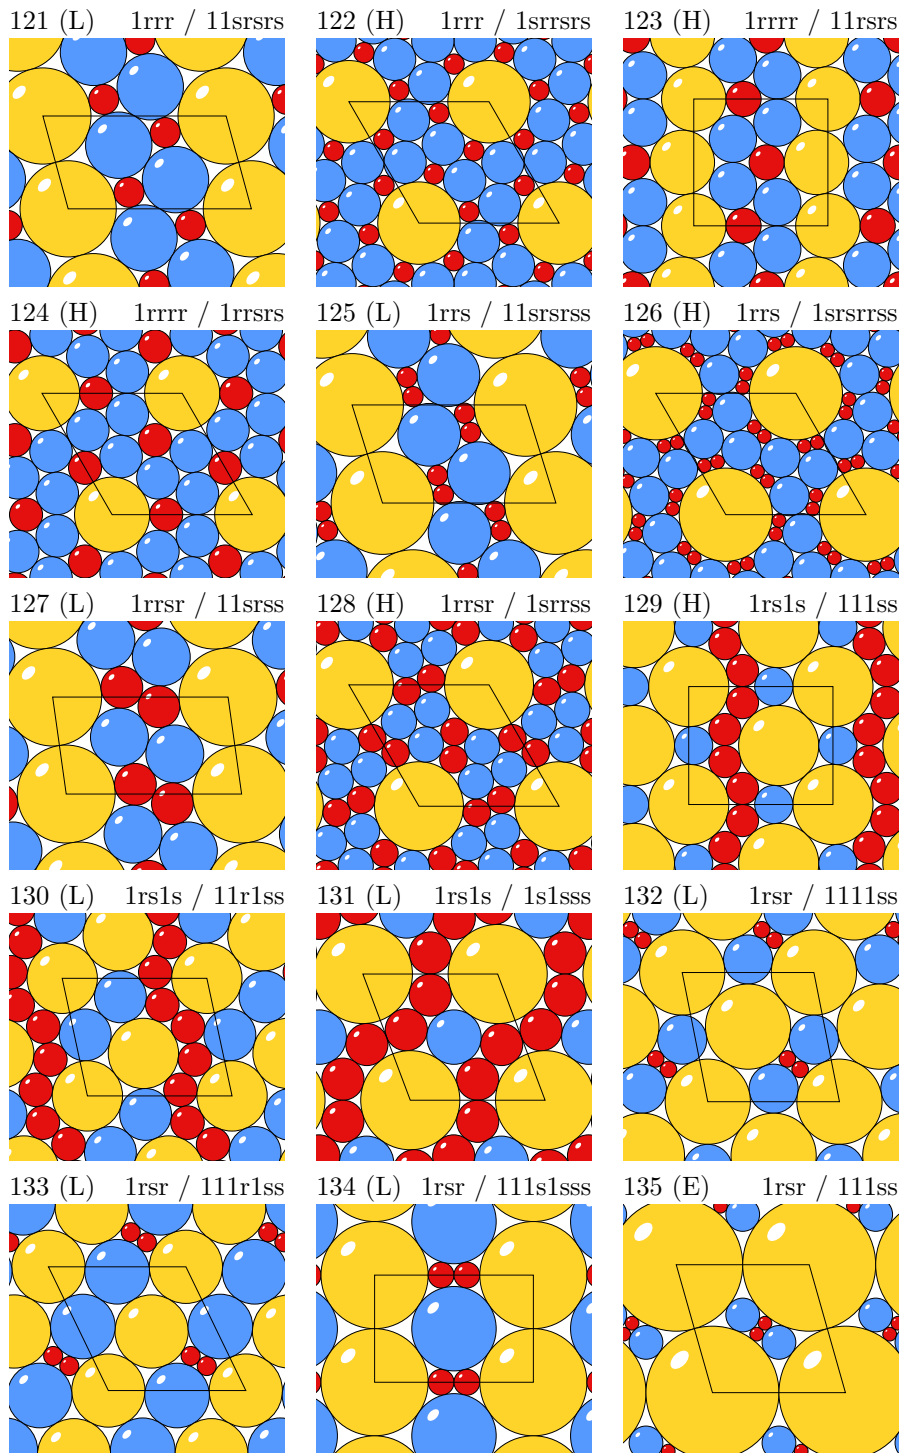 121 (L) 1rrr / 11srsrs
122 (H) 1rrr / 1srrsrs
123 (H) 1rrrr / 11rsrs
124 (H) 1rrrr / 1rrsrs
125 (L) 1rrs / 11srsrss
126 (H) 1rrs / 1srsrrss
127 (L) 1rrsr / 11srss
128 (H) 1rrsr / 1srrss
129 (H) 1rs1s / 111ss
130 (L) 1rs1s / 11r1ss
131 (L) 1rs1s / 1s1sss
132 (L) 1rsr / 1111ss
133 (L) 1rsr / 111r1ss
134 (L) 1rsr / 111s1sss
135 (E) 1rsr / 111ss